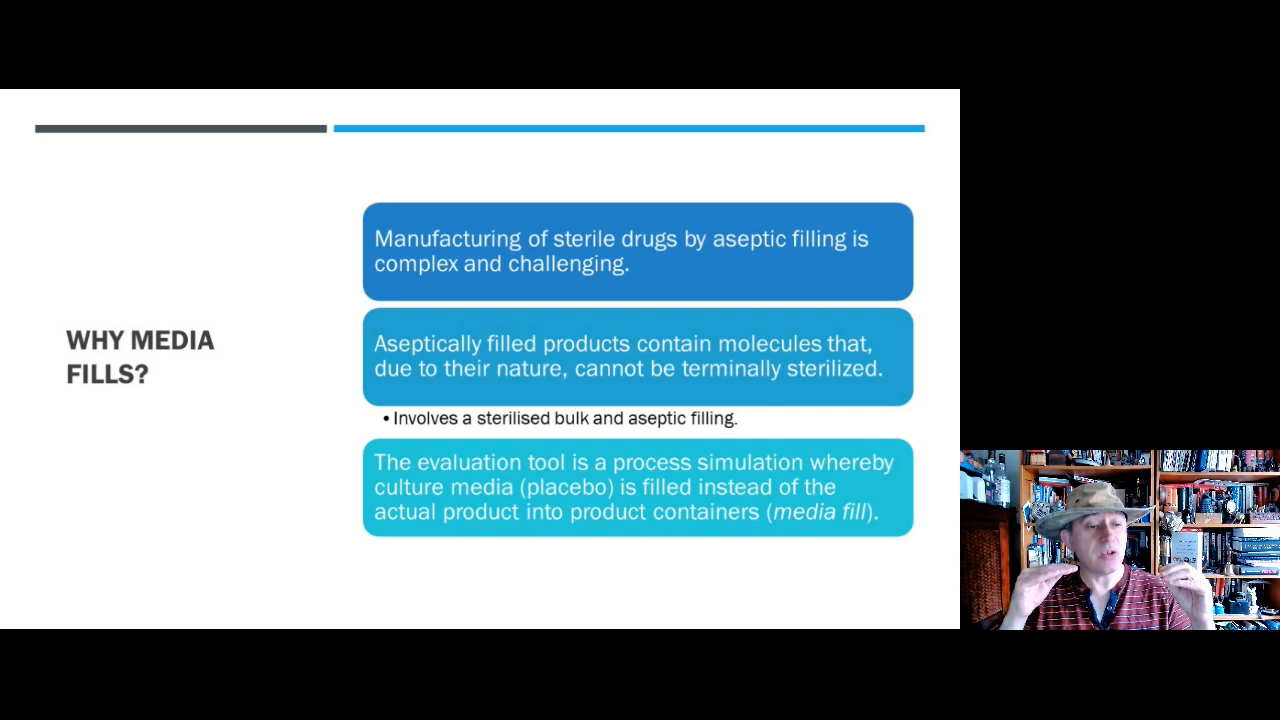 WHY MEDIA
FILLS?
Manufacturing of sterile drugs by aseptic filling is
complex and challenging.
Aseptically filled products contain molecules that,
due to their nature, cannot be terminally sterilized.
• Involves a sterilised bulk and aseptic filling.
The evaluation tool is a process simulation whereby
culture media (placebo) is filled instead of the
actual product into product containers (media fill).